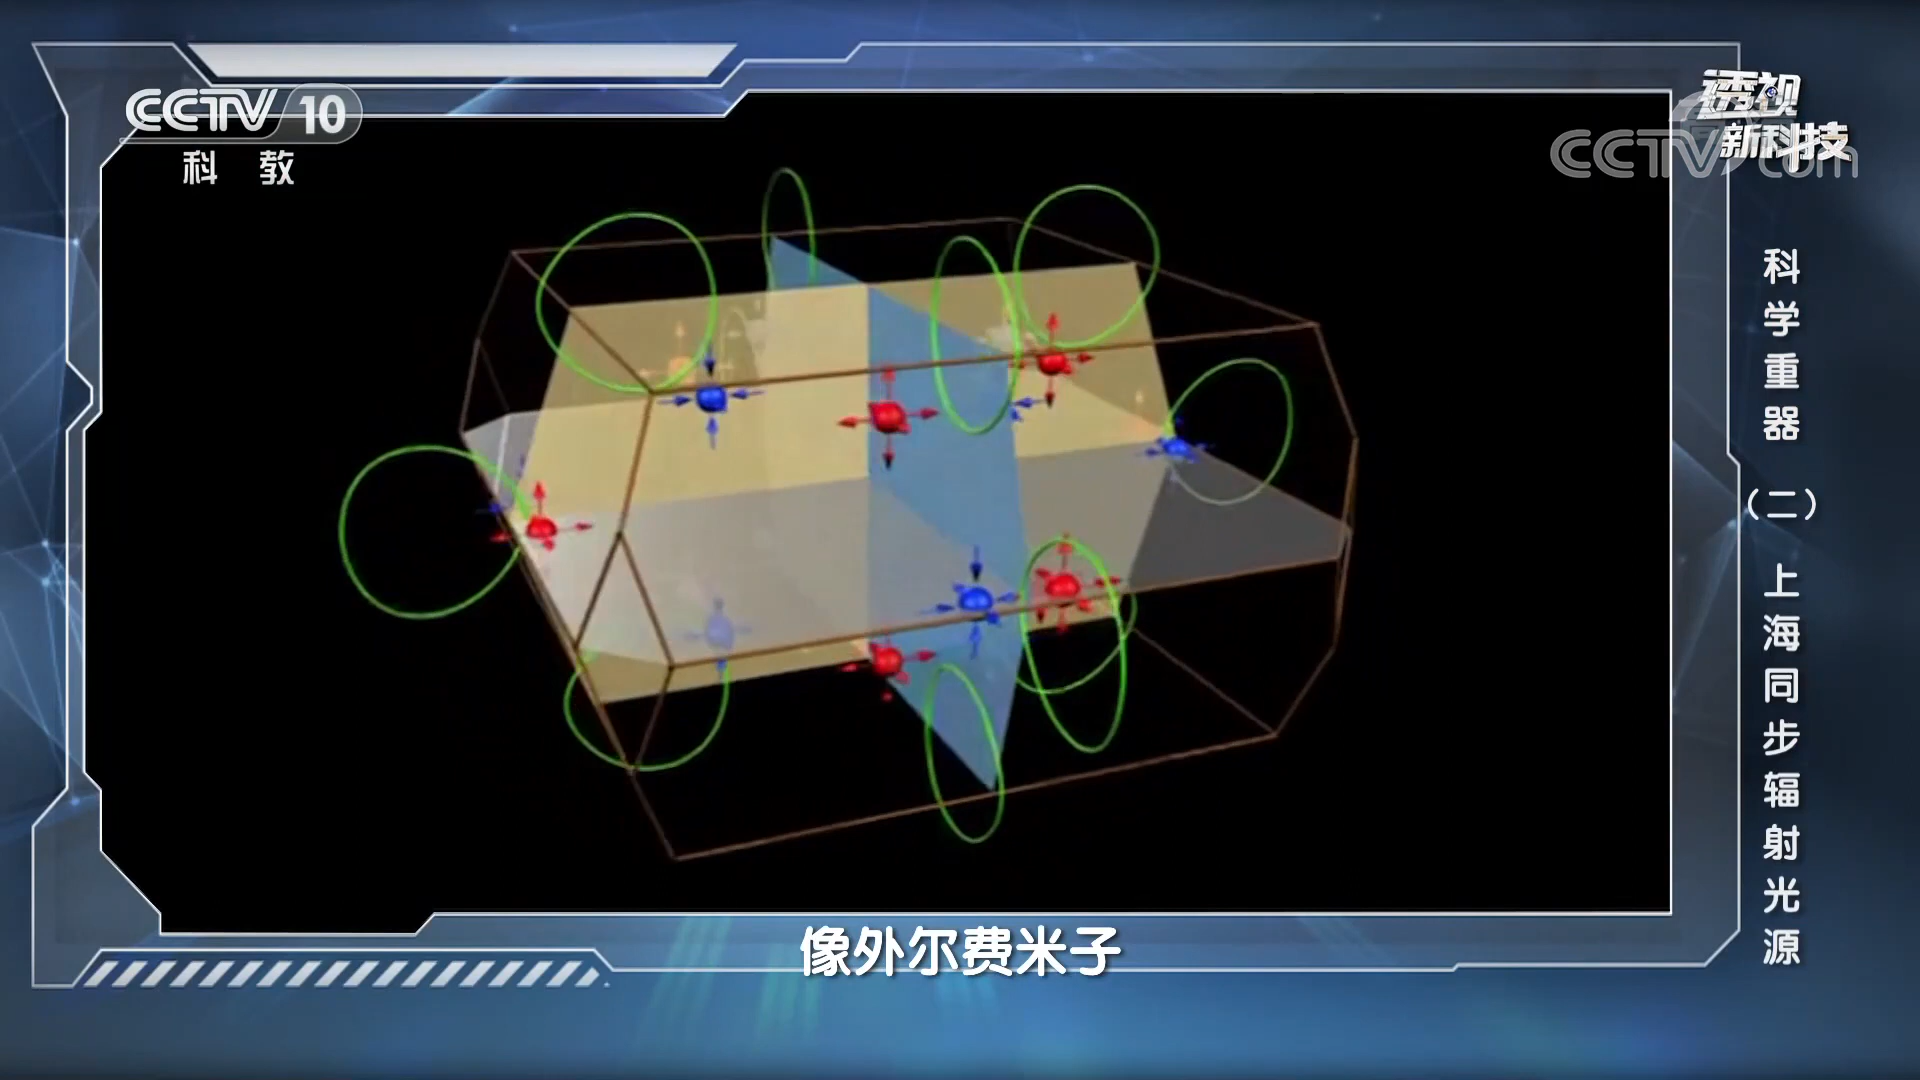 CCTV 10
科 教
透视
新科技
CCTV.com
科学重器（二）上海同步辐射光源
像外尔费米子